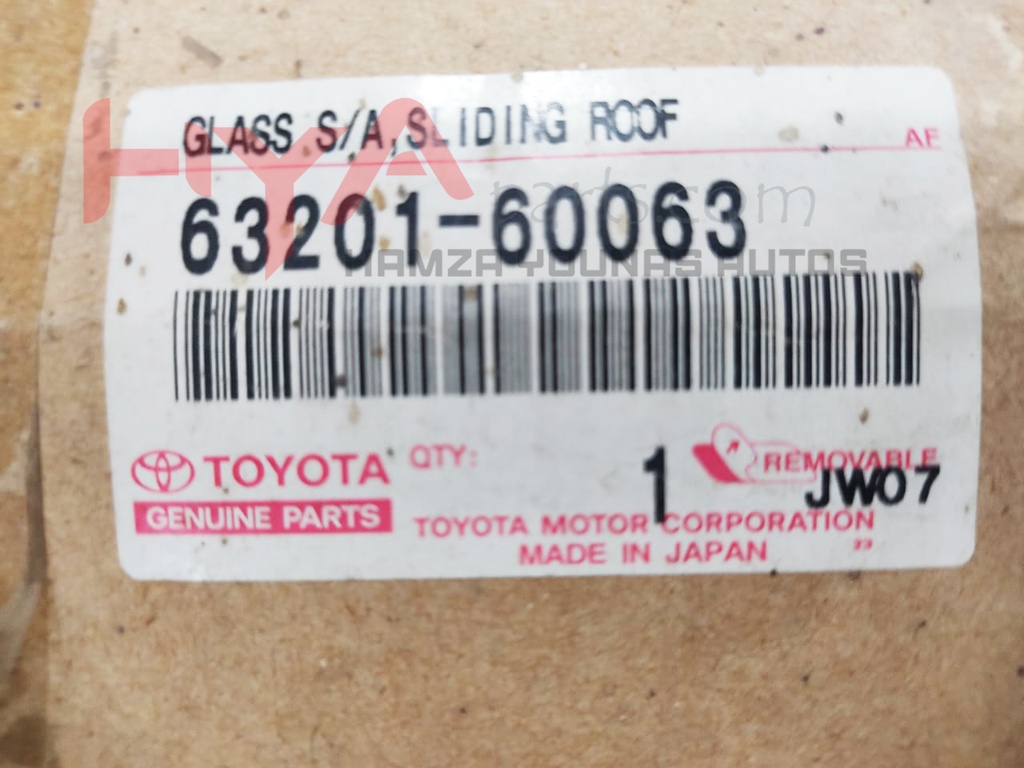 GLASS S/A,SLIDING ROOF
AF
HYA parts.com
63201-60063
HAMZA YOUNAS AUTOS
TOYOTA
GENUINE PARTS
QTY: 1
REMOVABLE
JW07
TOYOTA MOTOR CORPORATION
MADE IN JAPAN "